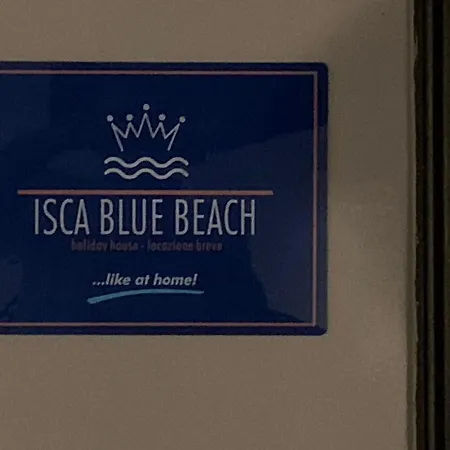 ISCA BLUE BEACH
holiday house - locazione breve
...like at home!